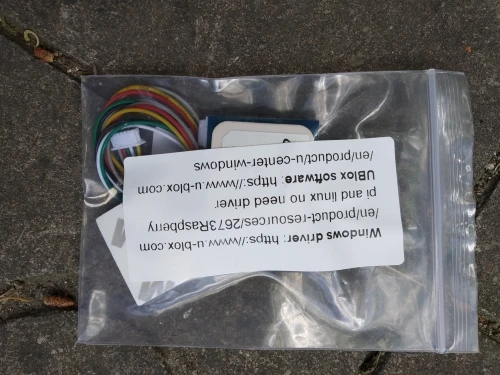 Windows driver: https://www.u-blox.com
/en/product-resources/2673Raspberry
pi and linux no need driver
UBlox software: https://www.u-blox.com
/en/product/u-center-windows